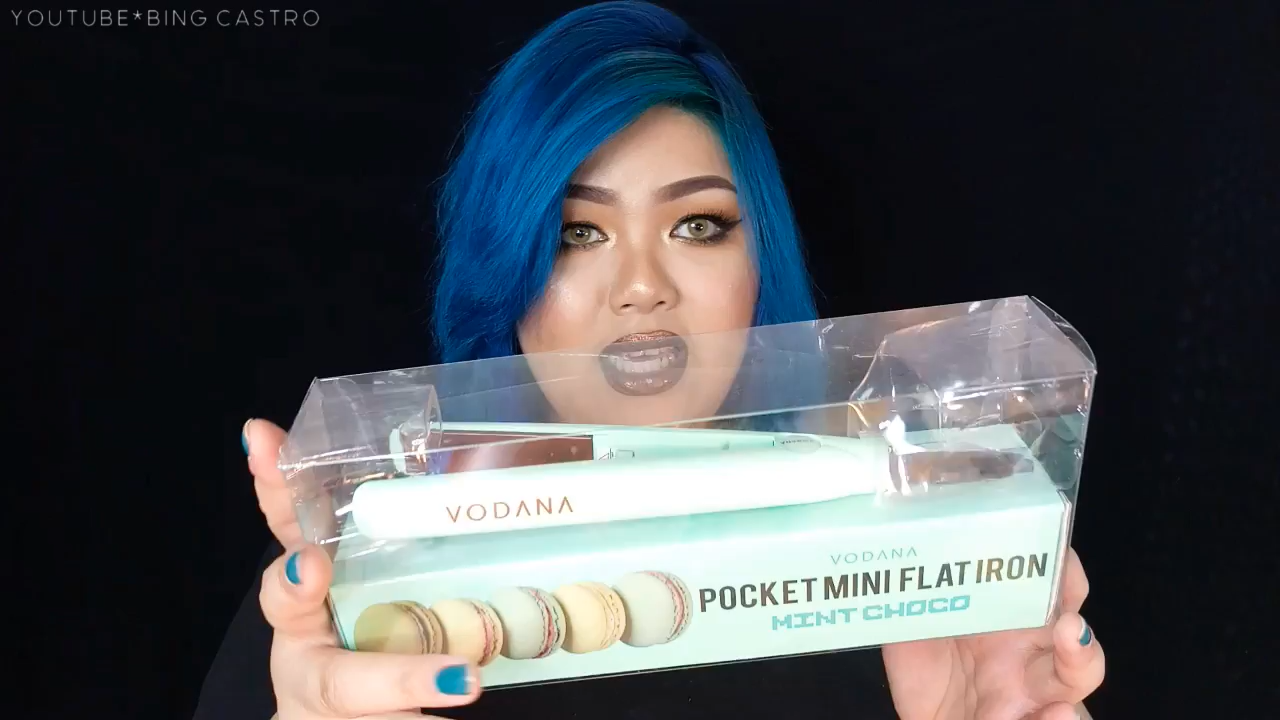 YOUTUBE*BING CASTRO
VODANA
VODANA
POCKET MINI FLAT IRON
MINT CHOCO